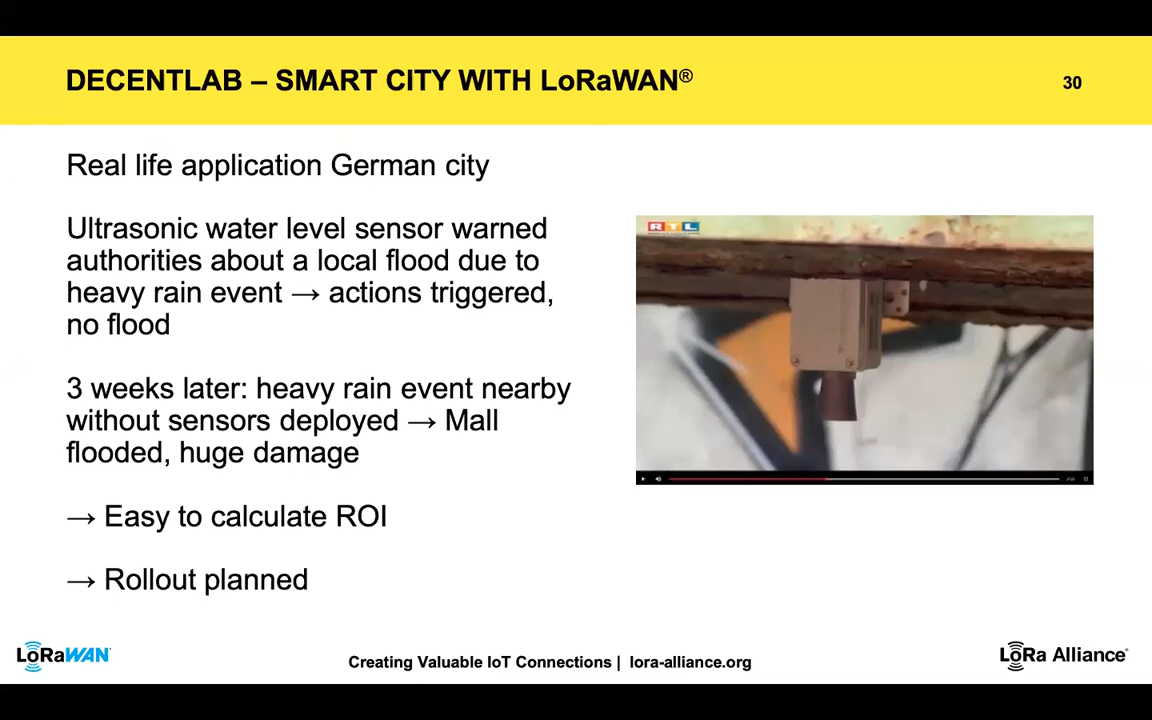 DECENTLAB – SMART CITY WITH LoRaWAN®
30
Real life application German city
Ultrasonic water level sensor warned
authorities about a local flood due to
heavy rain event → actions triggered,
no flood
3 weeks later: heavy rain event nearby
without sensors deployed → Mall
flooded, huge damage
→ Easy to calculate ROI
→ Rollout planned
RTL
LoRaWAN
Creating Valuable IoT Connections | lora-alliance.org
LoRa Alliance®